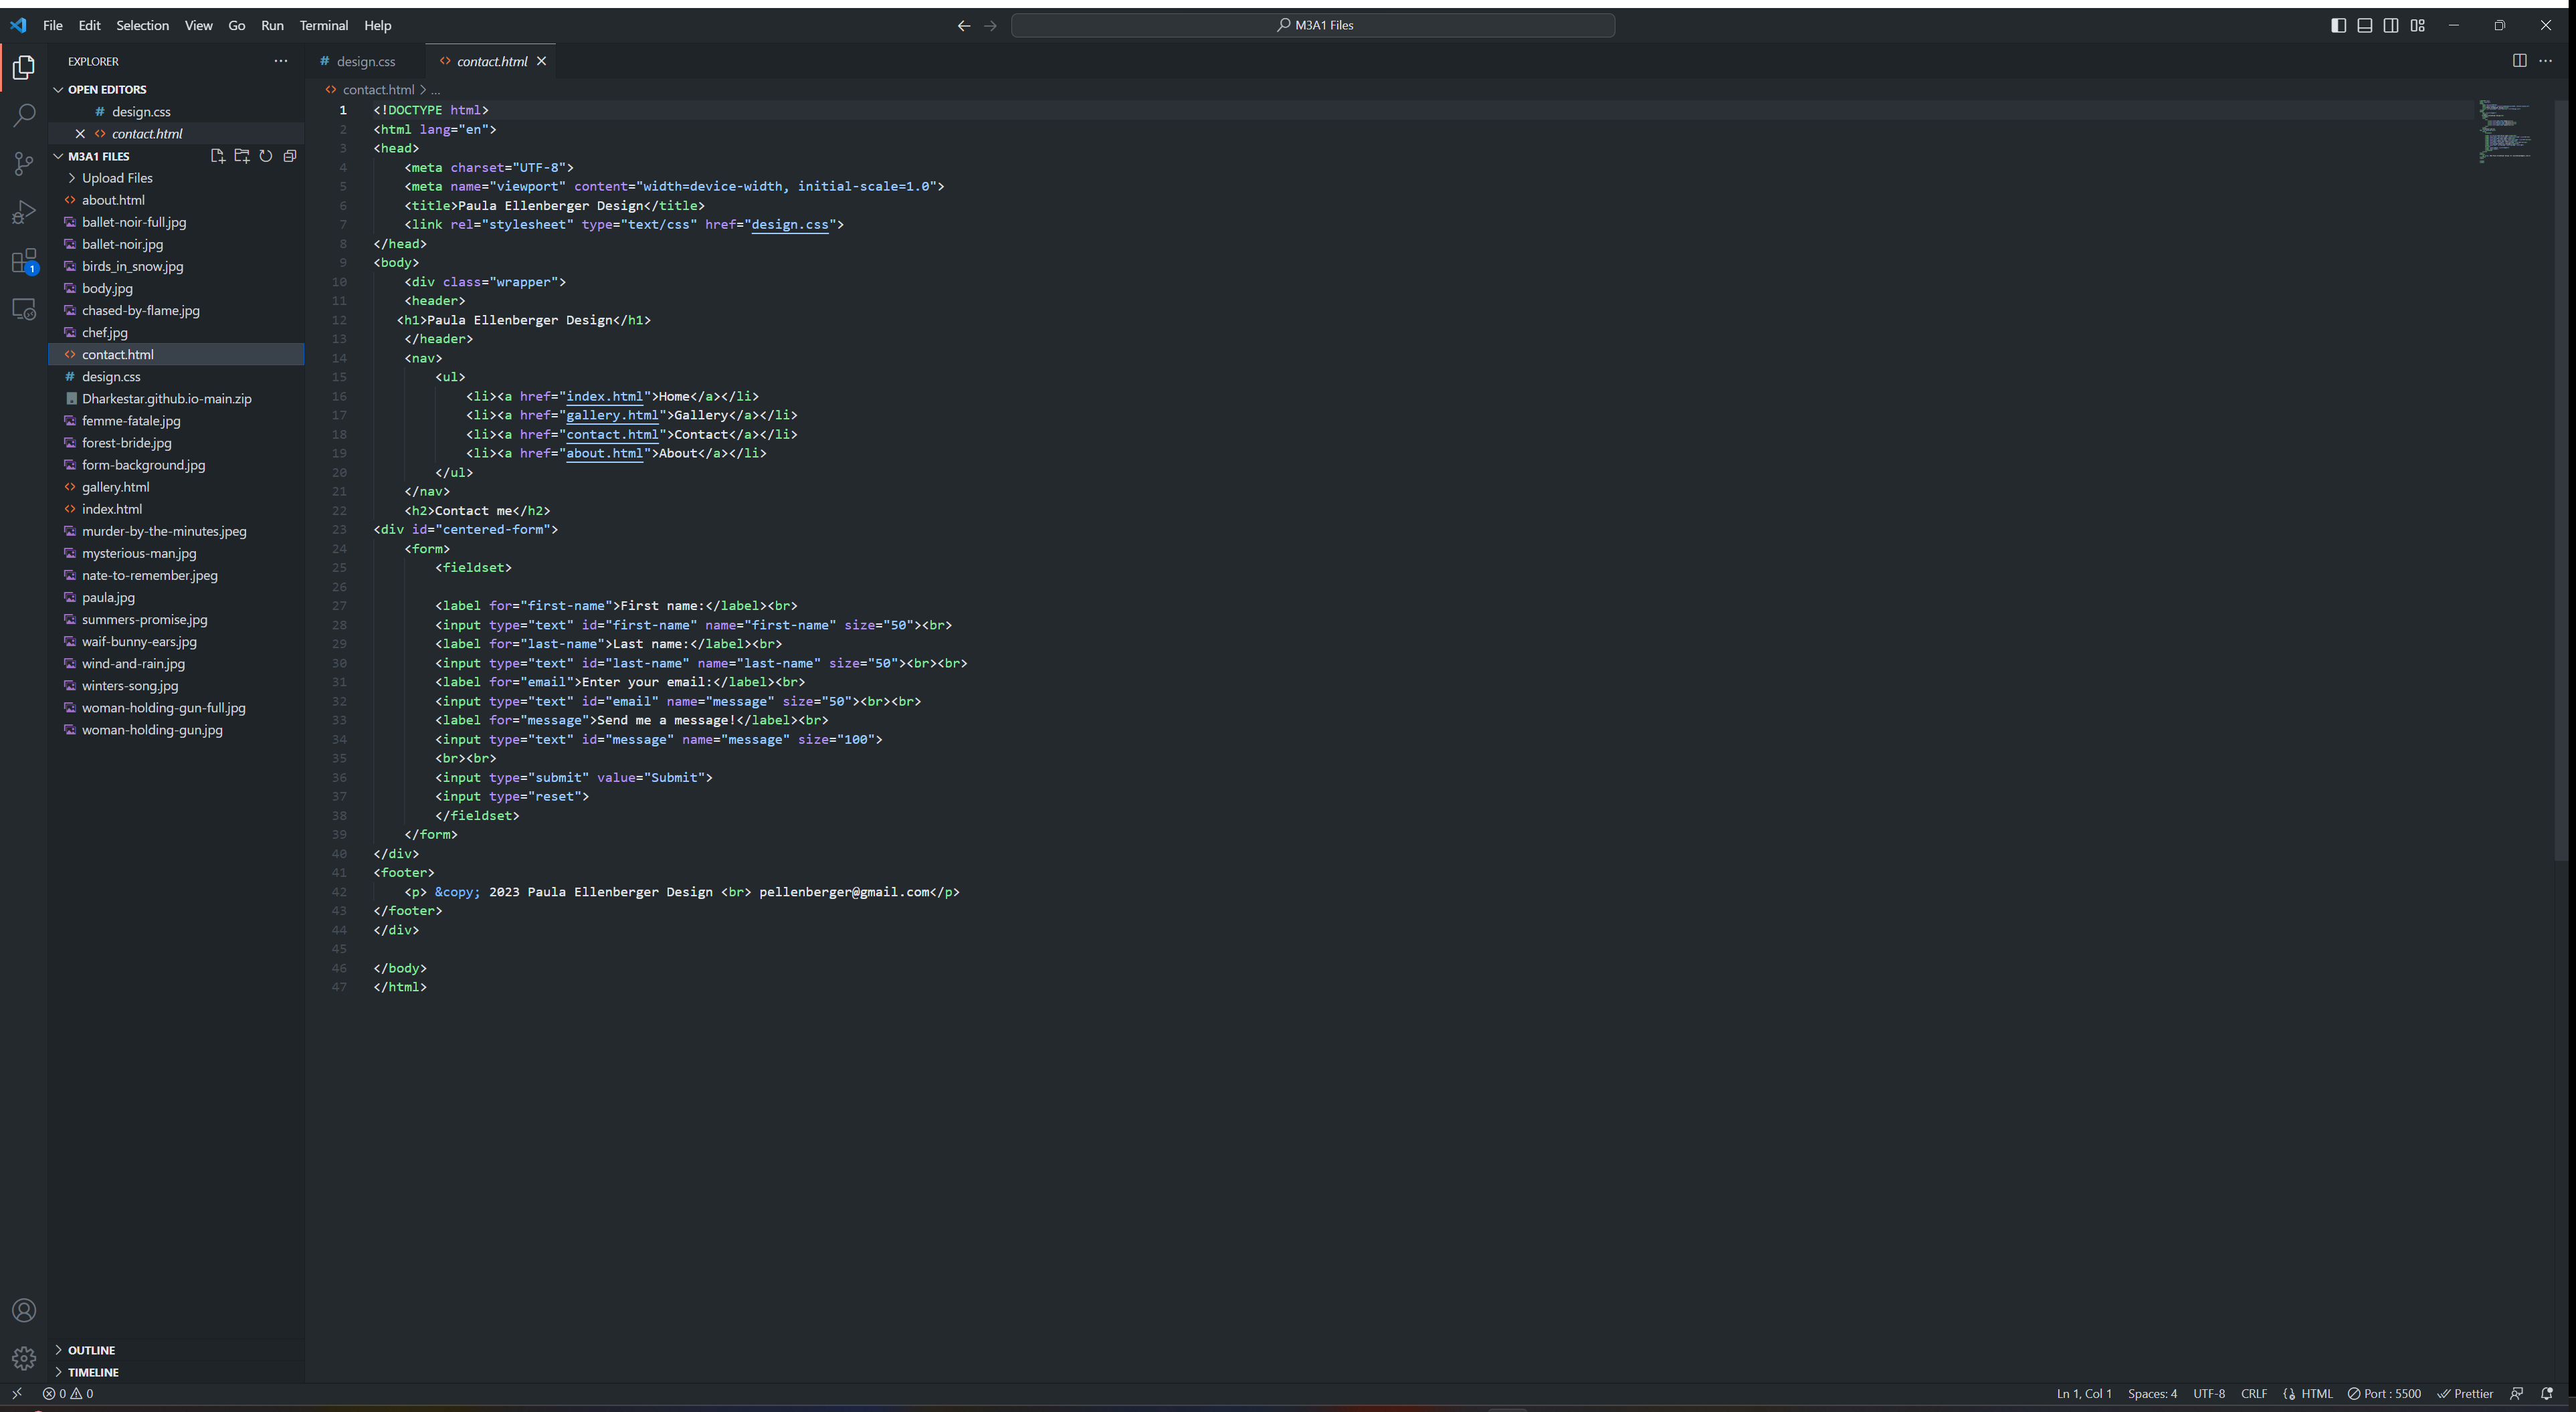 File Edit Selection View Go Run Terminal Help
M3A1 Files
EXPLORER
OPEN EDITORS
# design.css
contact.html
M3A1 FILES
Upload Files
about.html
ballet-noir-full.jpg
ballet-noir.jpg
birds_in_snow.jpg
body.jpg
chased-by-flame.jpg
chef.jpg
contact.html
# design.css
Dharkestar.github.io-main.zip
femme-fatale.jpg
forest-bride.jpg
form-background.jpg
gallery.html
index.html
murder-by-the-minutes.jpeg
mysterious-man.jpg
nate-to-remember.jpeg
paula.jpg
summers-promise.jpg
waif-bunny-ears.jpg
wind-and-rain.jpg
winters-song.jpg
woman-holding-gun-full.jpg
woman-holding-gun.jpg
OUTLINE
TIMELINE
1
# design.css <> contact.html
<> contact.html > ...
1 <!DOCTYPE html>
2 <html lang="en">
3 <head>
4 <meta charset="UTF-8">
5 <meta name="viewport" content="width=device-width, initial-scale=1.0">
6 <title>Paula Ellenberger Design</title>
7 <link rel="stylesheet" type="text/css" href="design.css">
8 </head>
9 <body>
10 <div class="wrapper">
11 <header>
12 <h1>Paula Ellenberger Design</h1>
13 </header>
14 <nav>
15 <ul>
16 <li><a href="index.html">Home</a></li>
17 <li><a href="gallery.html">Gallery</a></li>
18 <li><a href="contact.html">Contact</a></li>
19 <li><a href="about.html">About</a></li>
20 </ul>
21 </nav>
22 <h2>Contact me</h2>
23 <div id="centered-form">
24 <form>
25 <fieldset>
26
27 <label for="first-name">First name:</label><br>
28 <input type="text" id="first-name" name="first-name" size="50"><br>
29 <label for="last-name">Last name:</label><br>
30 <input type="text" id="last-name" name="last-name" size="50"><br><br>
31 <label for="email">Enter your email:</label><br>
32 <input type="text" id="email" name="message" size="50"><br><br>
33 <label for="message">Send me a message!</label><br>
34 <input type="text" id="message" name="message" size="100">
35 <br><br>
36 <input type="submit" value="Submit">
37 <input type="reset">
38 </fieldset>
39 </form>
40 </div>
41 <footer>
42 <p> &copy; 2023 Paula Ellenberger Design <br> pellenberger@gmail.com</p>
43 </footer>
44 </div>
45
46 </body>
47 </html>
0 0
Ln 1, Col 1 Spaces: 4 UTF-8 CRLF HTML Port : 5500 Prettier